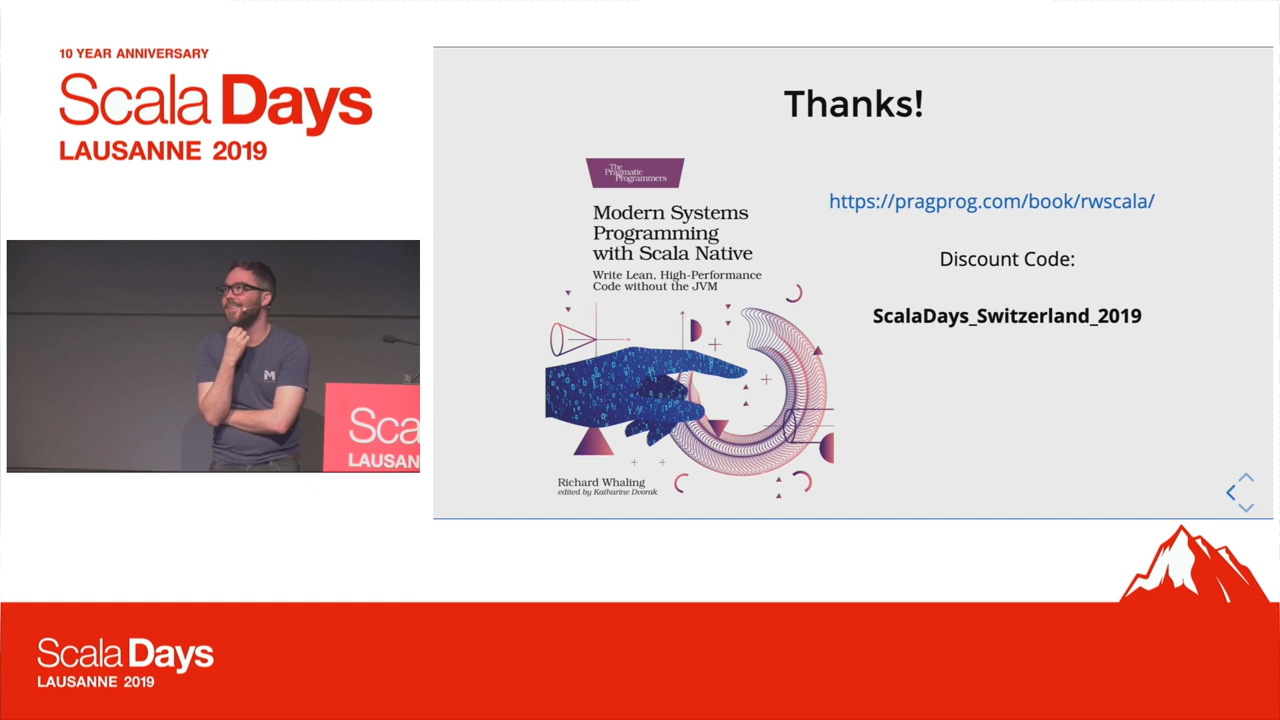 10 YEAR ANNIVERSARY
Scala Days
LAUSANNE 2019
Thanks!
The
Pragmatic
Programmers
Modern Systems
Programming
with Scala Native
Write Lean, High-Performance
Code without the JVM
Richard Whaling
edited by Katharine Dvorak
https://pragprog.com/book/rwscala/
Discount Code:
ScalaDays_Switzerland_2019
M
Sca
LAUSAN
Scala Days
LAUSANNE 2019